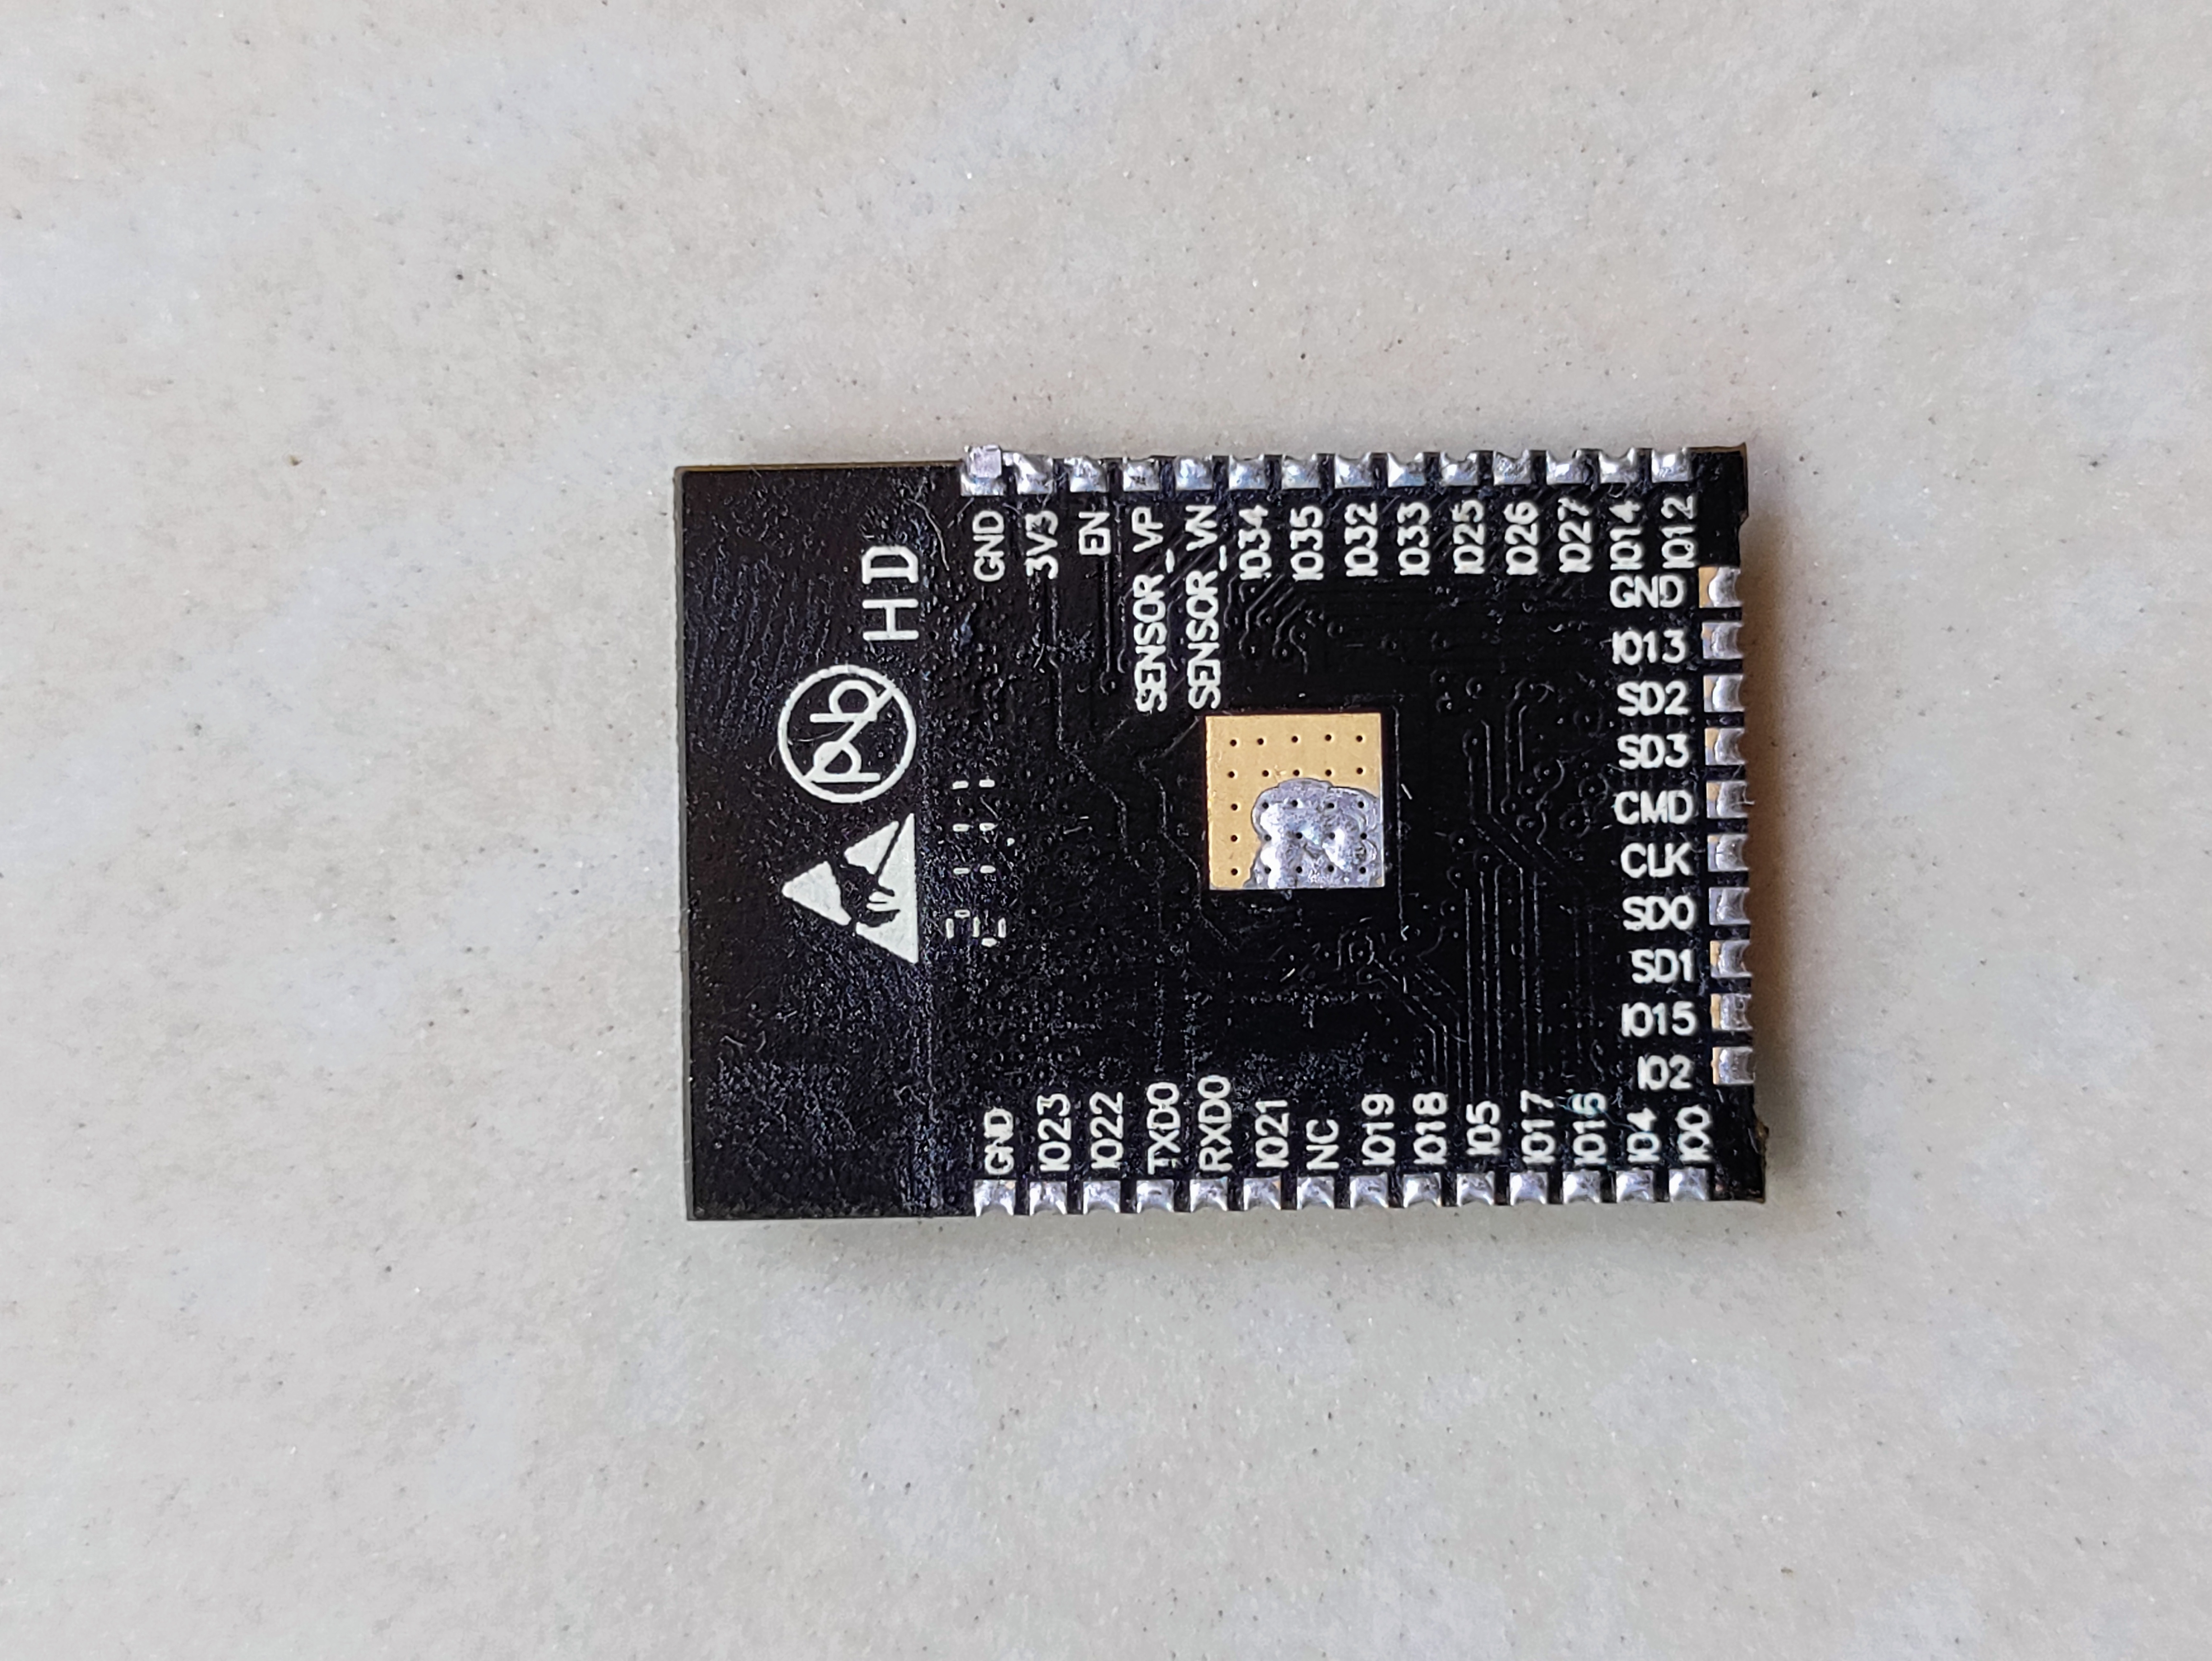 HD
Pb
GND
3V3
EN
SENSOR_VP
SENSOR_VN
IO34
IO35
IO32
IO33
IO25
IO26
IO27
IO14
IO12
GND
IO13
SD2
SD3
CMD
CLK
SD0
SD1
IO15
IO2
GND
IO23
IO22
TXD0
RXD0
IO21
NC
IO19
IO18
IO5
IO17
IO16
IO4
IO0